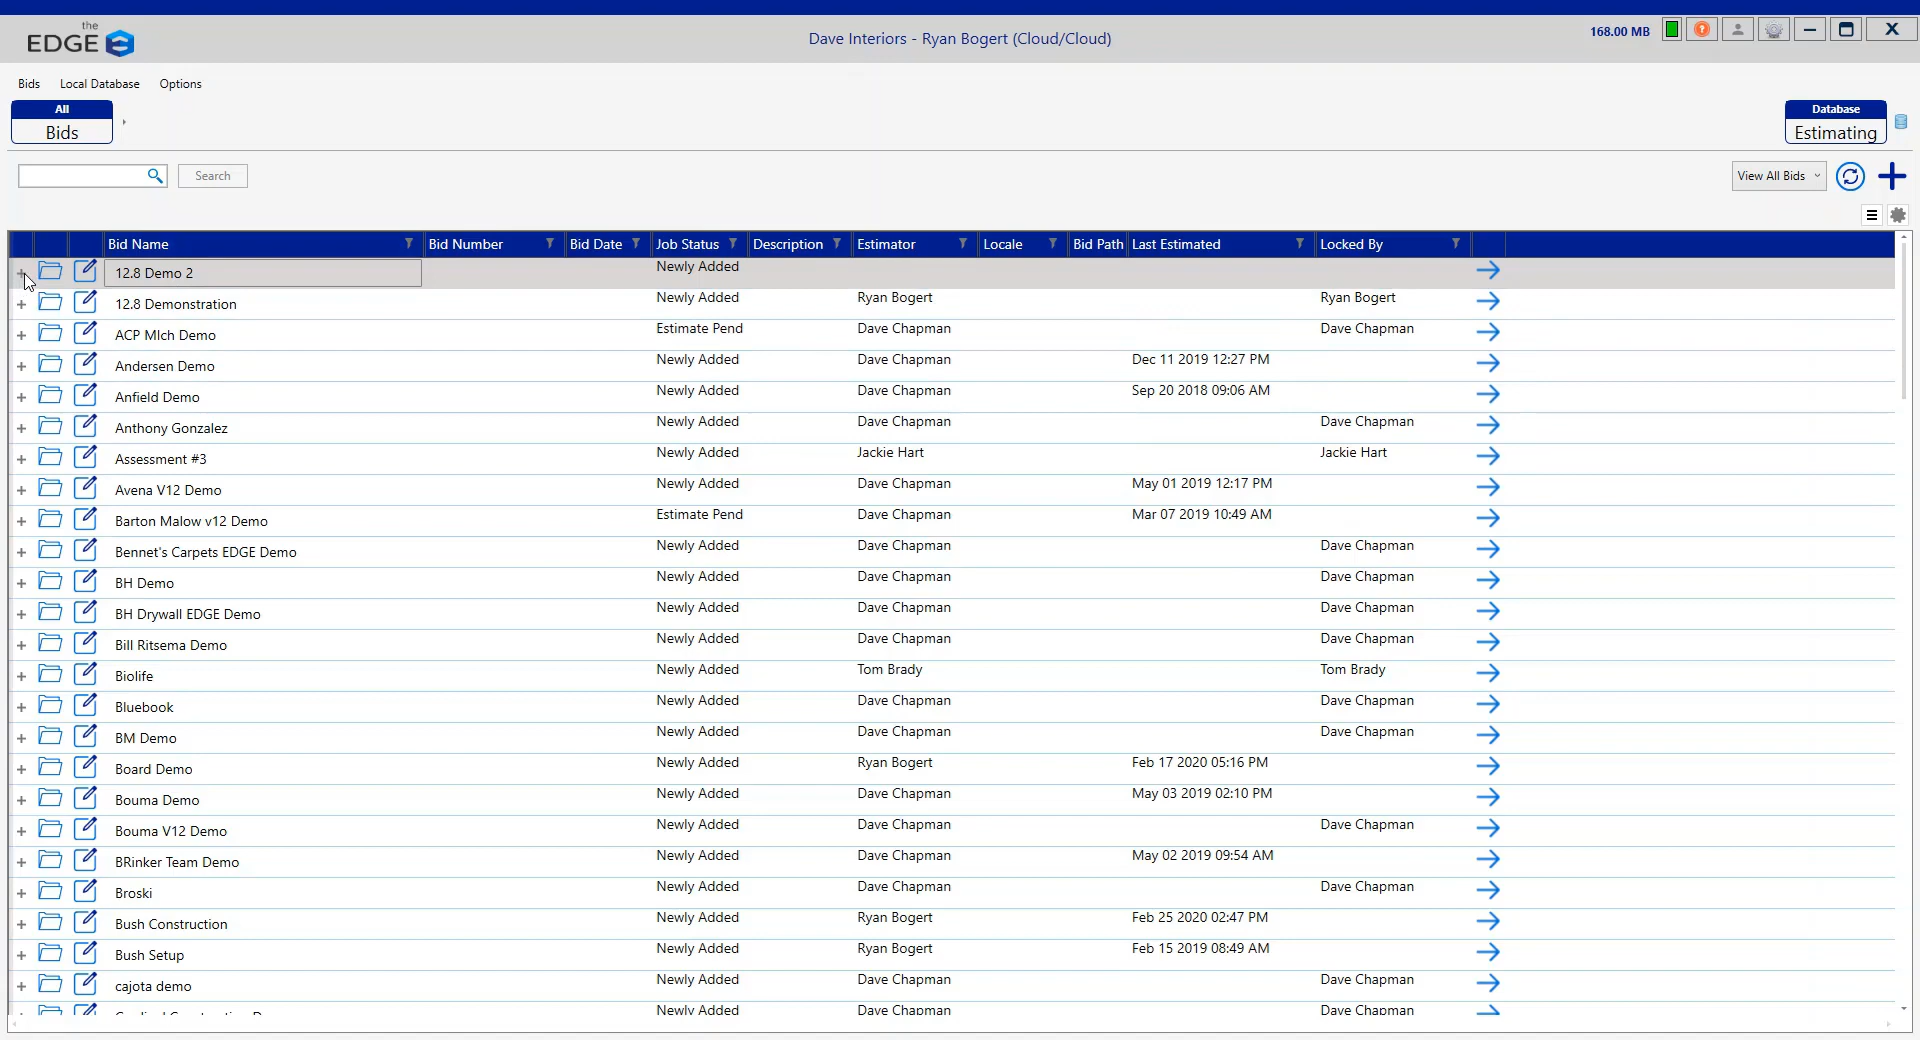 the
EDGE
Dave Interiors - Ryan Bogert (Cloud/Cloud)
168.00 MB
Bids Local Database Options
All
Bids
Database
Estimating
Search
View All Bids
Bid Name Bid Number Bid Date Job Status Description Estimator Locale Bid Path Last Estimated Locked By
12.8 Demo 2 Newly Added
12.8 Demonstration Newly Added Ryan Bogert Ryan Bogert
ACP MIch Demo Estimate Pend Dave Chapman Dave Chapman
Andersen Demo Newly Added Dave Chapman Dec 11 2019 12:27 PM
Anfield Demo Newly Added Dave Chapman Sep 20 2018 09:06 AM
Anthony Gonzalez Newly Added Dave Chapman Dave Chapman
Assessment #3 Newly Added Jackie Hart Jackie Hart
Avena V12 Demo Newly Added Dave Chapman May 01 2019 12:17 PM
Barton Malow v12 Demo Estimate Pend Dave Chapman Mar 07 2019 10:49 AM
Bennet's Carpets EDGE Demo Newly Added Dave Chapman Dave Chapman
BH Demo Newly Added Dave Chapman Dave Chapman
BH Drywall EDGE Demo Newly Added Dave Chapman Dave Chapman
Bill Ritsema Demo Newly Added Dave Chapman Dave Chapman
Biolife Newly Added Tom Brady Tom Brady
Bluebook Newly Added Dave Chapman Dave Chapman
BM Demo Newly Added Dave Chapman Dave Chapman
Board Demo Newly Added Ryan Bogert Feb 17 2020 05:16 PM
Bouma Demo Newly Added Dave Chapman May 03 2019 02:10 PM
Bouma V12 Demo Newly Added Dave Chapman Dave Chapman
BRinker Team Demo Newly Added Dave Chapman May 02 2019 09:54 AM
Broski Newly Added Dave Chapman Dave Chapman
Bush Construction Newly Added Ryan Bogert Feb 25 2020 02:47 PM
Bush Setup Newly Added Ryan Bogert Feb 15 2019 08:49 AM
cajota demo Newly Added Dave Chapman Dave Chapman
Newly Added Dave Chapman Dave Chapman